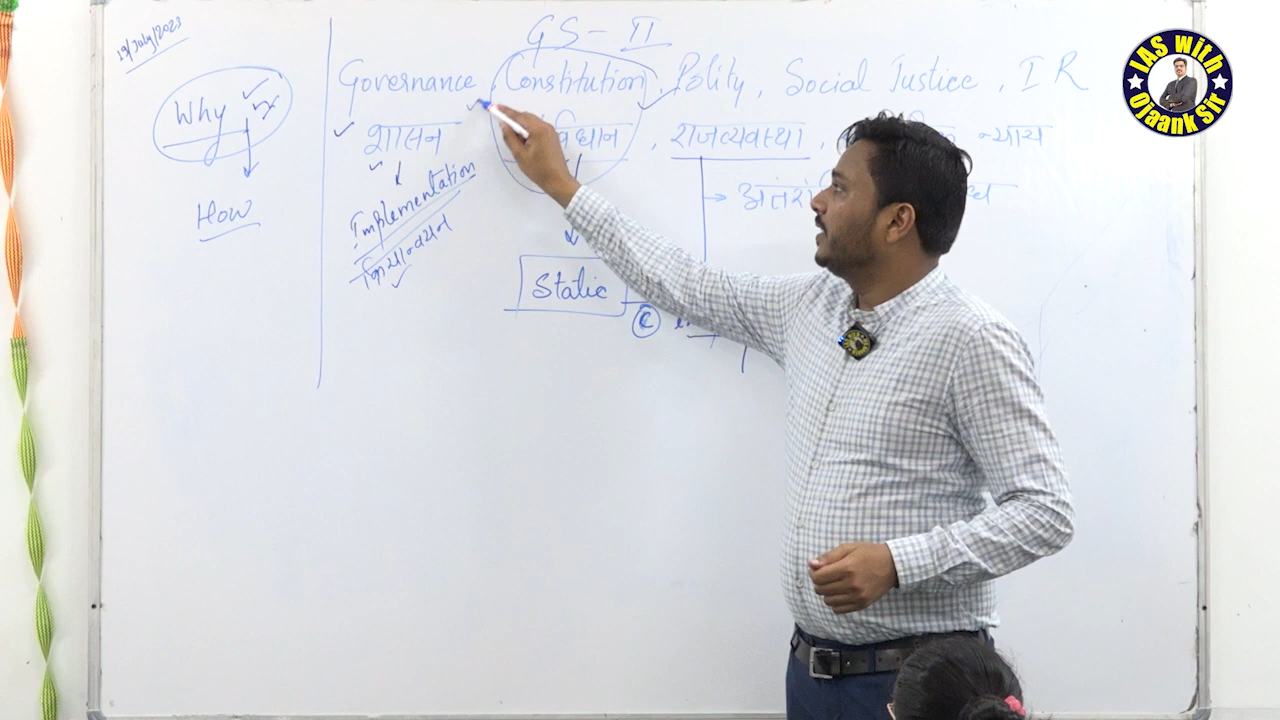 19/July/2023
GS - II
Governance, Constitution, Polity, Social Justice, IR
शासन
विधान, राजव्यवस्था, न्याय
Why
How
Implementation
क्रियान्वयन
Static
IAS with
Ojaank Sir